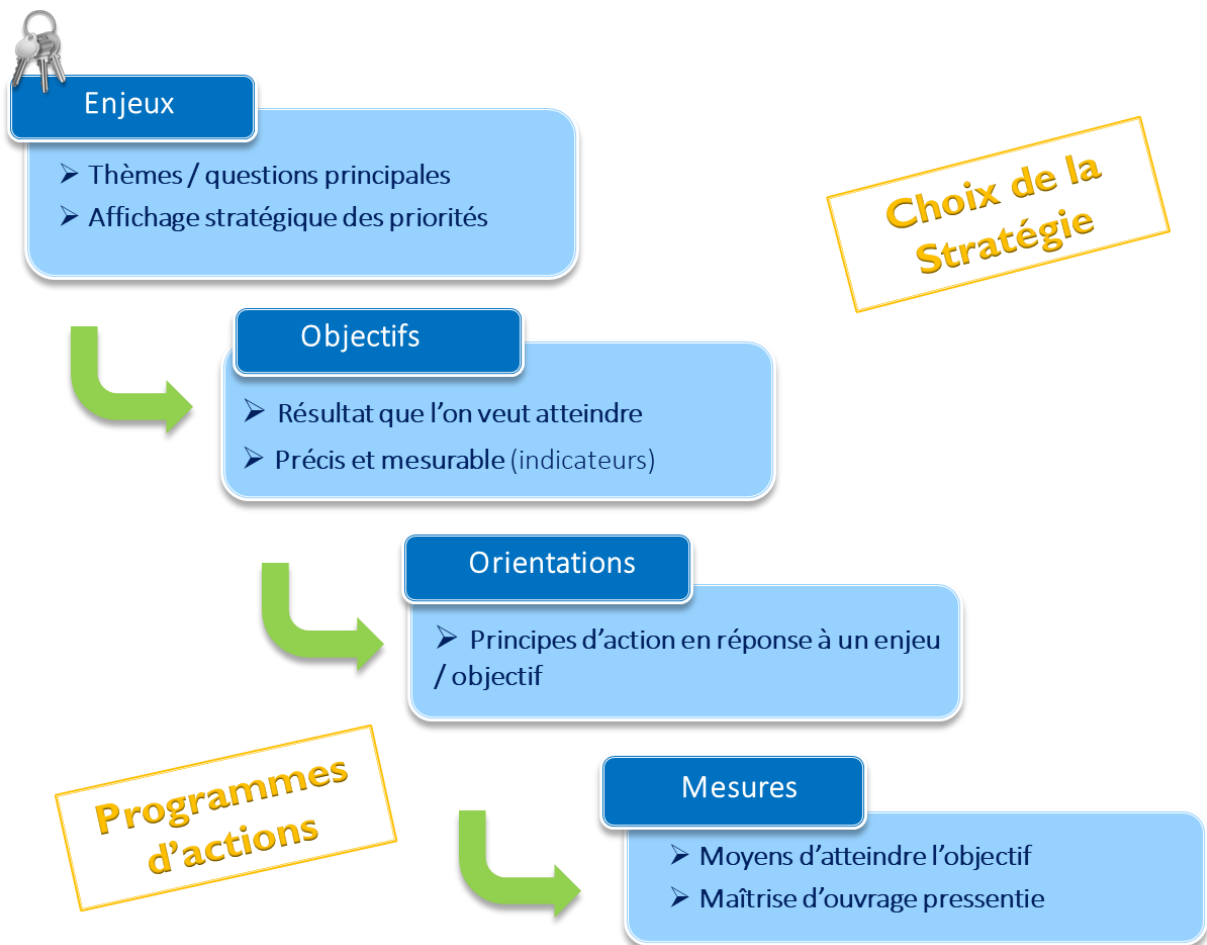 Enjeux
➢ Thèmes / questions principales
➢ Affichage stratégique des priorités
Choix de la
Stratégie
Objectifs
➢ Résultat que l’on veut atteindre
➢ Précis et mesurable (indicateurs)
Orientations
➢ Principes d’action en réponse à un enjeu
/ objectif
Programmes
d’actions
Mesures
➢ Moyens d’atteindre l’objectif
➢ Maîtrise d’ouvrage pressentie